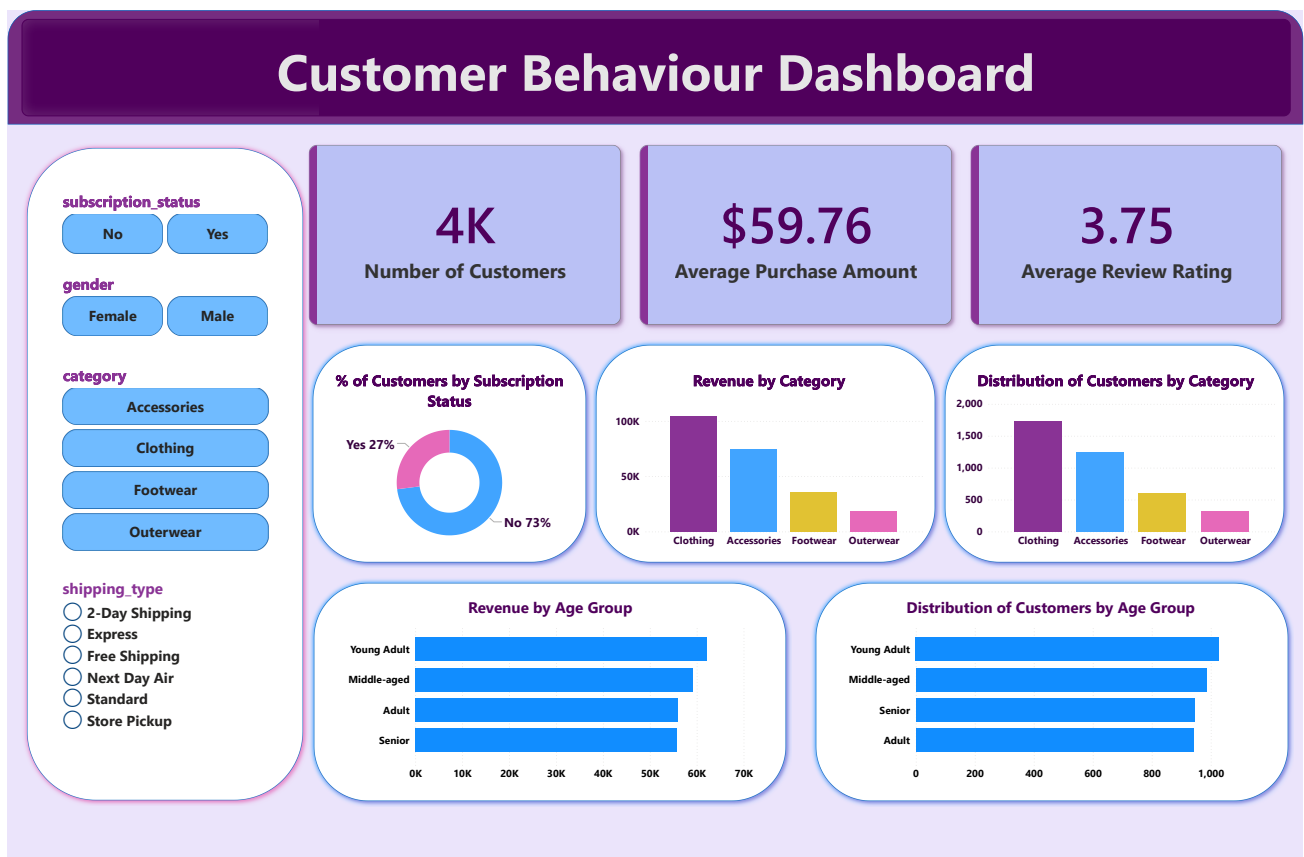 Customer Behaviour Dashboard
subscription_status
No Yes
gender
Female Male
category
Accessories
Clothing
Footwear
Outerwear
shipping_type
2-Day Shipping
Express
Free Shipping
Next Day Air
Standard
Store Pickup
4K
Number of Customers
$59.76
Average Purchase Amount
3.75
Average Review Rating
% of Customers by Subscription
Status
Yes 27%
No 73%
Revenue by Category
100K
50K
0K
Clothing Accessories Footwear Outerwear
Distribution of Customers by Category
2,000
1,500
1,000
500
0
Clothing Accessories Footwear Outerwear
Revenue by Age Group
Young Adult
Middle-aged
Adult
Senior
0K 10K 20K 30K 40K 50K 60K 70K
Distribution of Customers by Age Group
Young Adult
Middle-aged
Senior
Adult
0 200 400 600 800 1,000